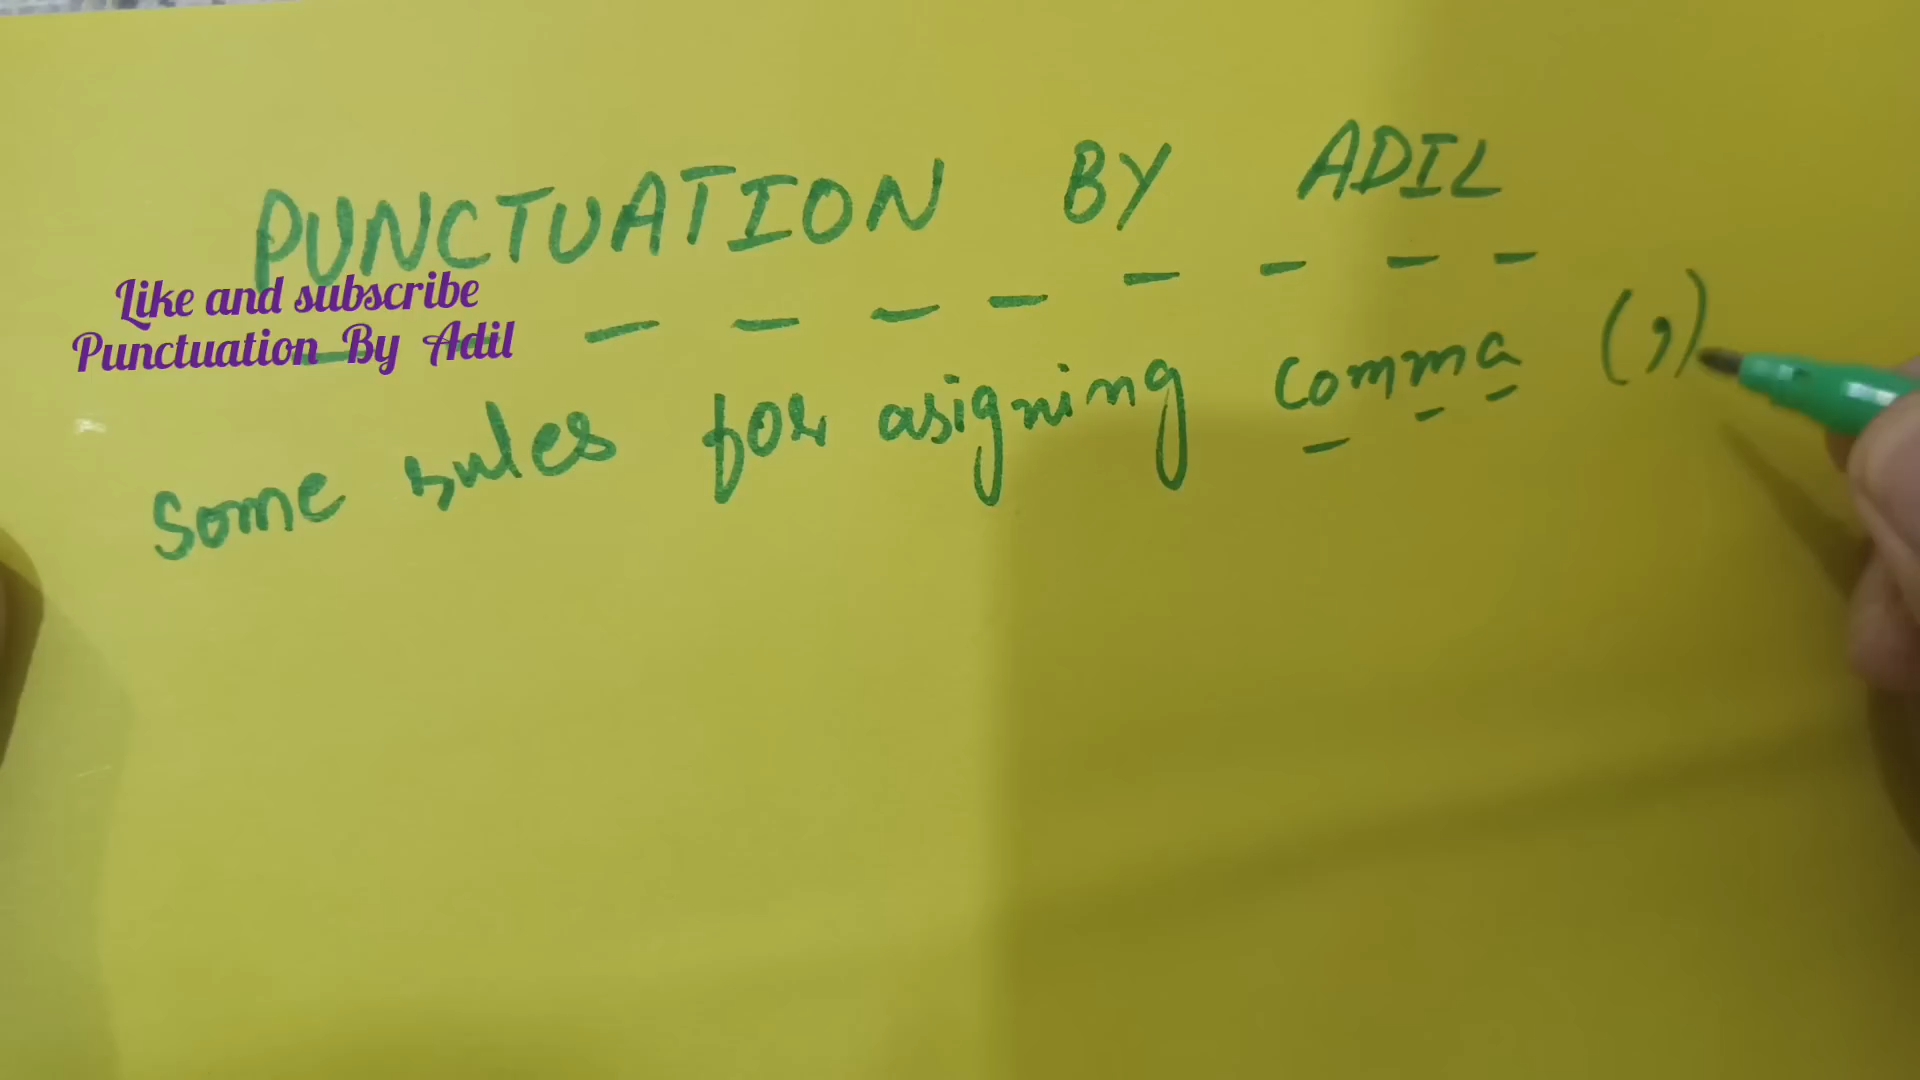 PUNCTUATION BY ADIL
Like and subscribe
Punctuation By Adil
Some rules for asigning comma (,)